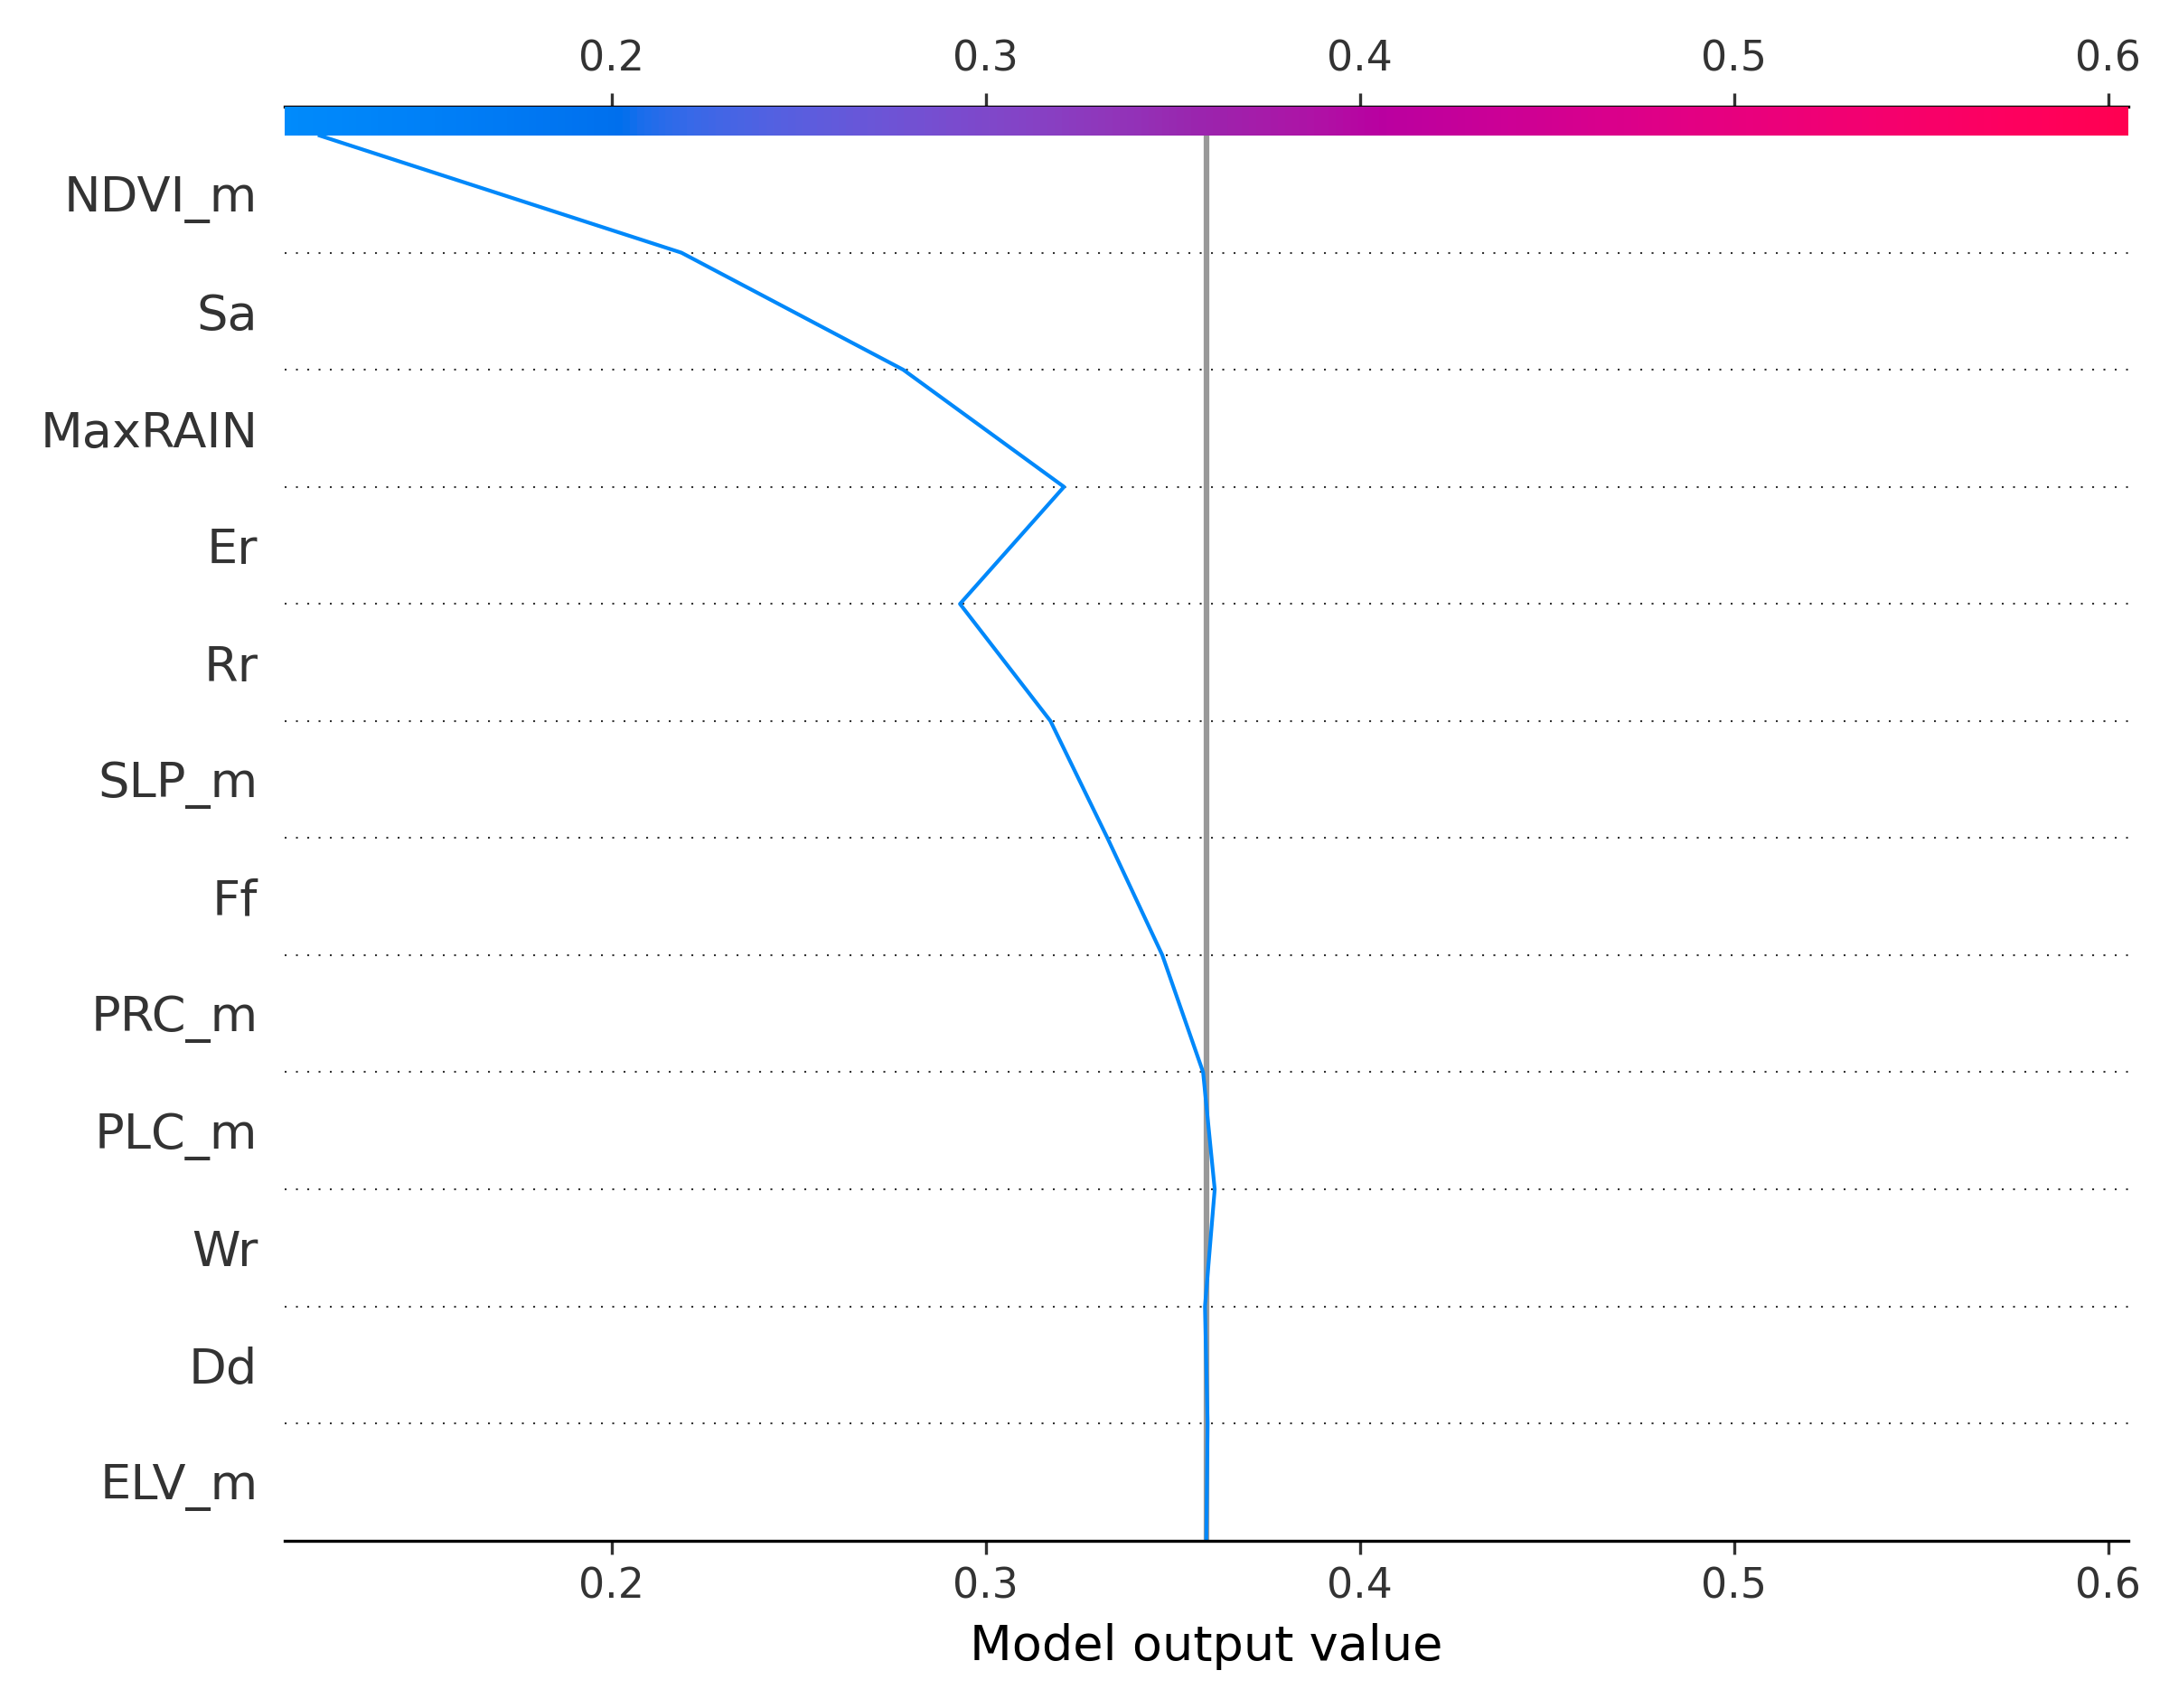 0.2 0.3 0.4 0.5 0.6
NDVI_m
Sa
MaxRAIN
Er
Rr
SLP_m
Ff
PRC_m
PLC_m
Wr
Dd
ELV_m
0.2 0.3 0.4 0.5 0.6
Model output value